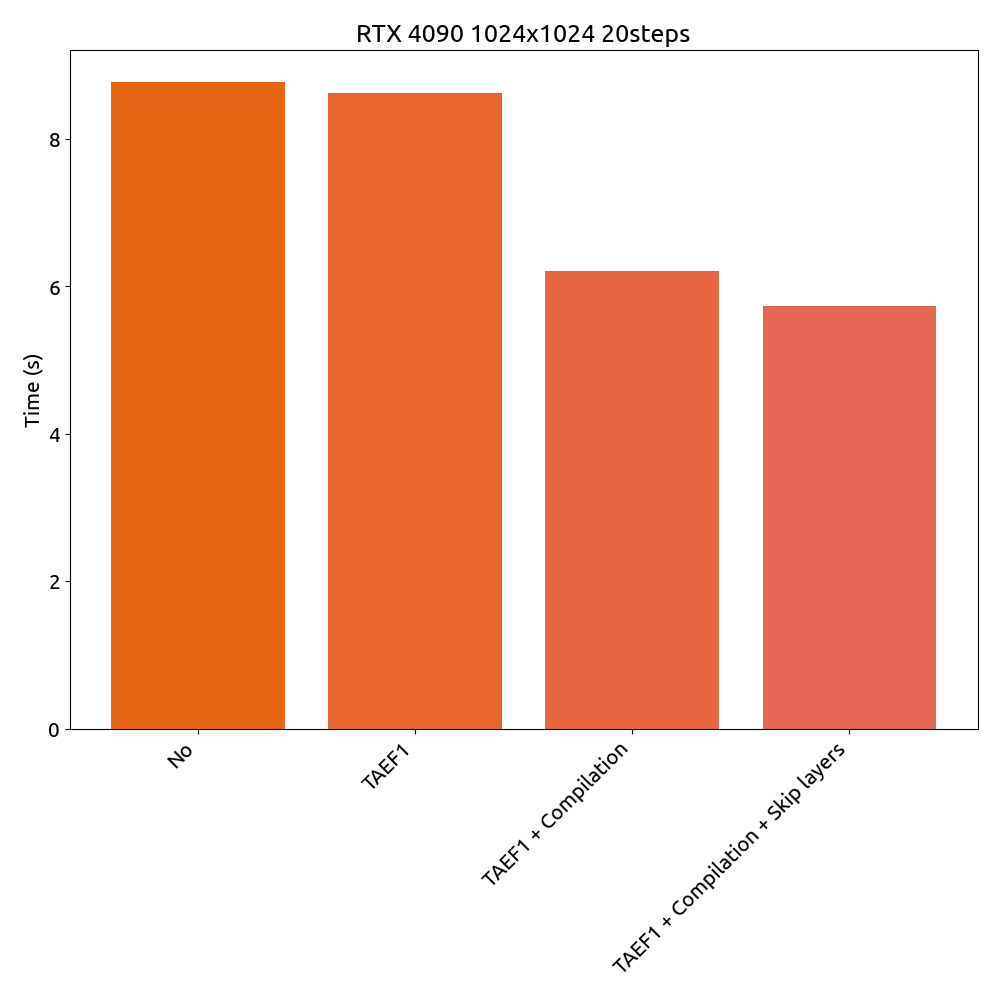 RTX 4090 1024x1024 20steps
Time (s)
8
6
4
2
0
No
TAEF1
TAEF1 + Compilation
TAEF1 + Compilation + Skip layers